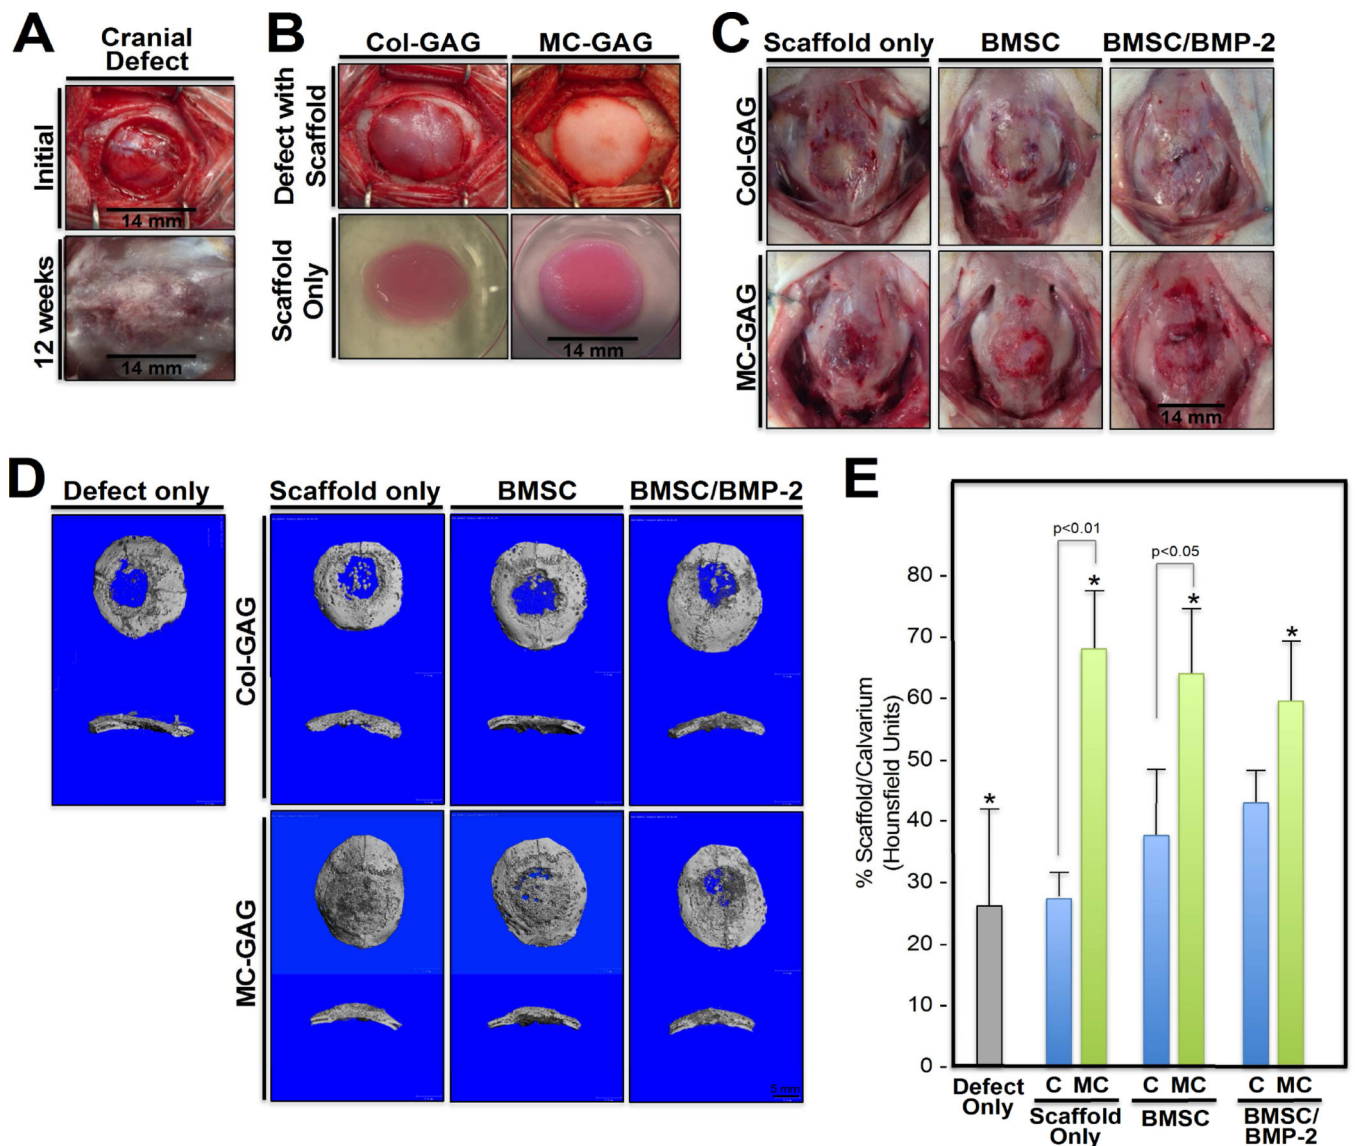 A
Cranial
Defect
Initial
14 mm
12 weeks
14 mm
B
Col-GAG
MC-GAG
Defect with
Scaffold
Scaffold
Only
14 mm
C
Scaffold only
BMSC
BMSC/BMP-2
Col-GAG
MC-GAG
14 mm
D
Defect only
Scaffold only
BMSC
BMSC/BMP-2
Col-GAG
MC-GAG
5 mm
E
% Scaffold/Calvarium
(Hounsfield Units)
80 -
70 -
60 -
50 -
40 -
30 -
20 -
10 -
0 -
p<0.01
p<0.05
*
*
*
*
Defect
Only
C MC
C MC
C MC
Scaffold
Only
BMSC
BMSC/
BMP-2